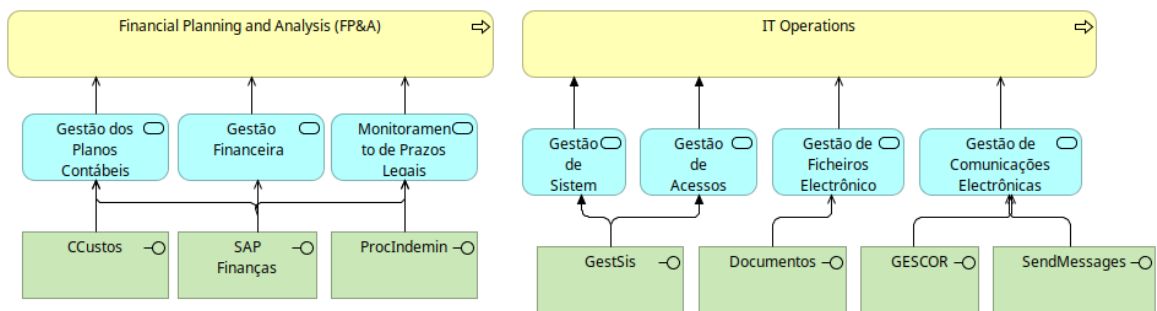 Financial Planning and Analysis (FP&A)
IT Operations
Gestão dos
Planos
Contábeis
Gestão
Financeira
Monitoramen
to de Prazos
Legais
Gestão
de
Sistem
Gestão
de
Acessos
Gestão de
Ficheiros
Electrônico
Gestão de
Comunicações
Electrônicas
CCustos
SAP
Finanças
ProcIndemin
GestSis
Documentos
GESCOR
SendMessages